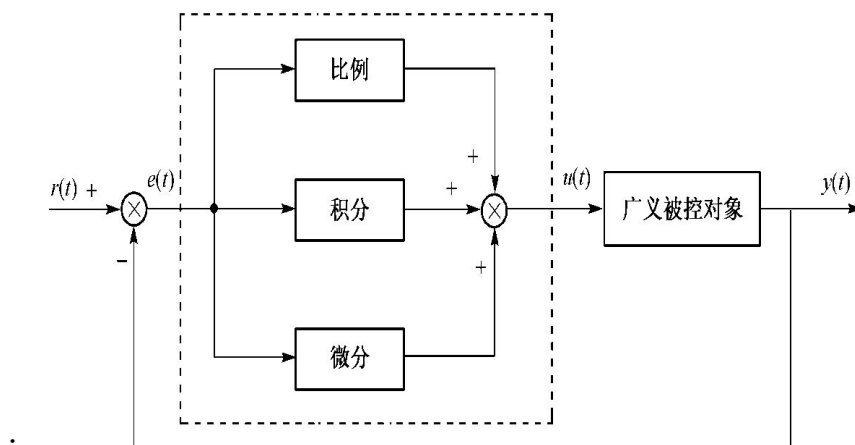 比例
+
r(t) +
e(t)
积分
+
u(t)
广义被控对象
y(t)
−
+
微分
.